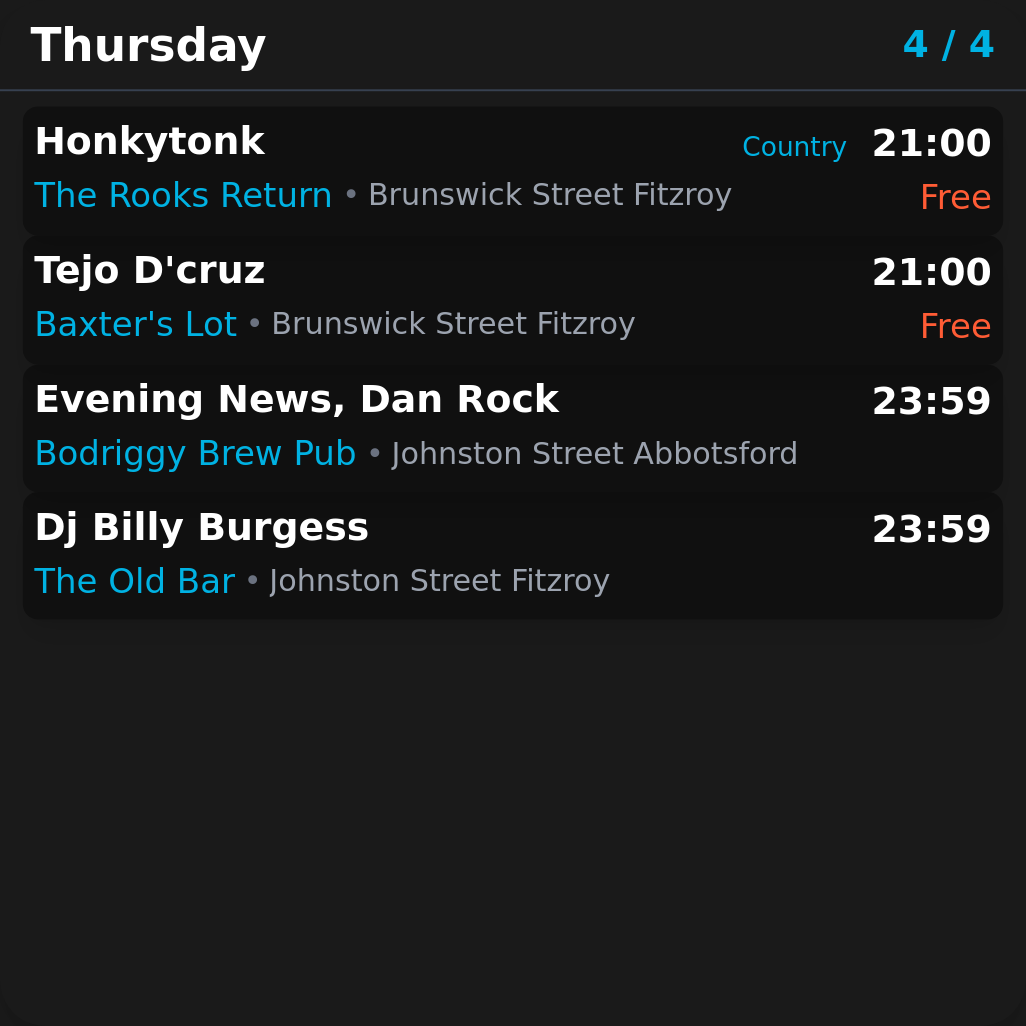 Thursday 4 / 4
Honkytonk Country 21:00
The Rooks Return • Brunswick Street Fitzroy Free
Tejo D'cruz 21:00
Baxter's Lot • Brunswick Street Fitzroy Free
Evening News, Dan Rock 23:59
Bodriggy Brew Pub • Johnston Street Abbotsford
Dj Billy Burgess 23:59
The Old Bar • Johnston Street Fitzroy